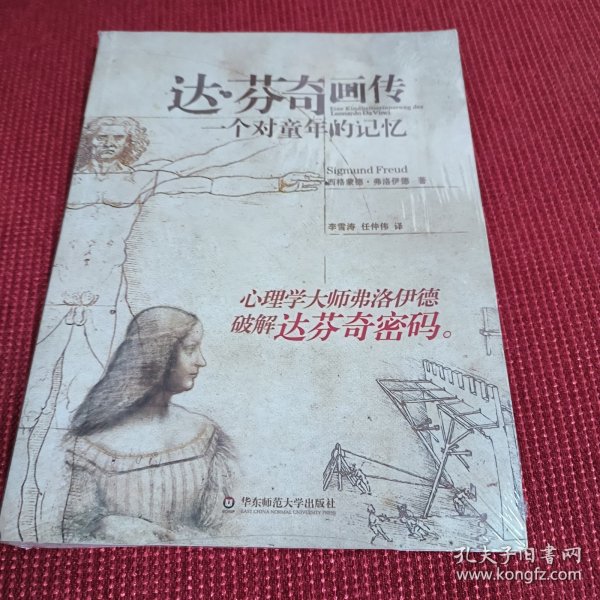 达·芬奇画传
Eine Kindheitserinnerung des
Leonardo Da Vinci
一个对童年的记忆
Sigmund Freud
西格蒙德·弗洛伊德 著
李雪涛 任仲伟 译
心理学大师弗洛伊德
破解达芬奇密码。
华东师范大学出版社
EAST CHINA NORMAL UNIVERSITY PRESS
孔夫子旧书网
www.kongfz.com